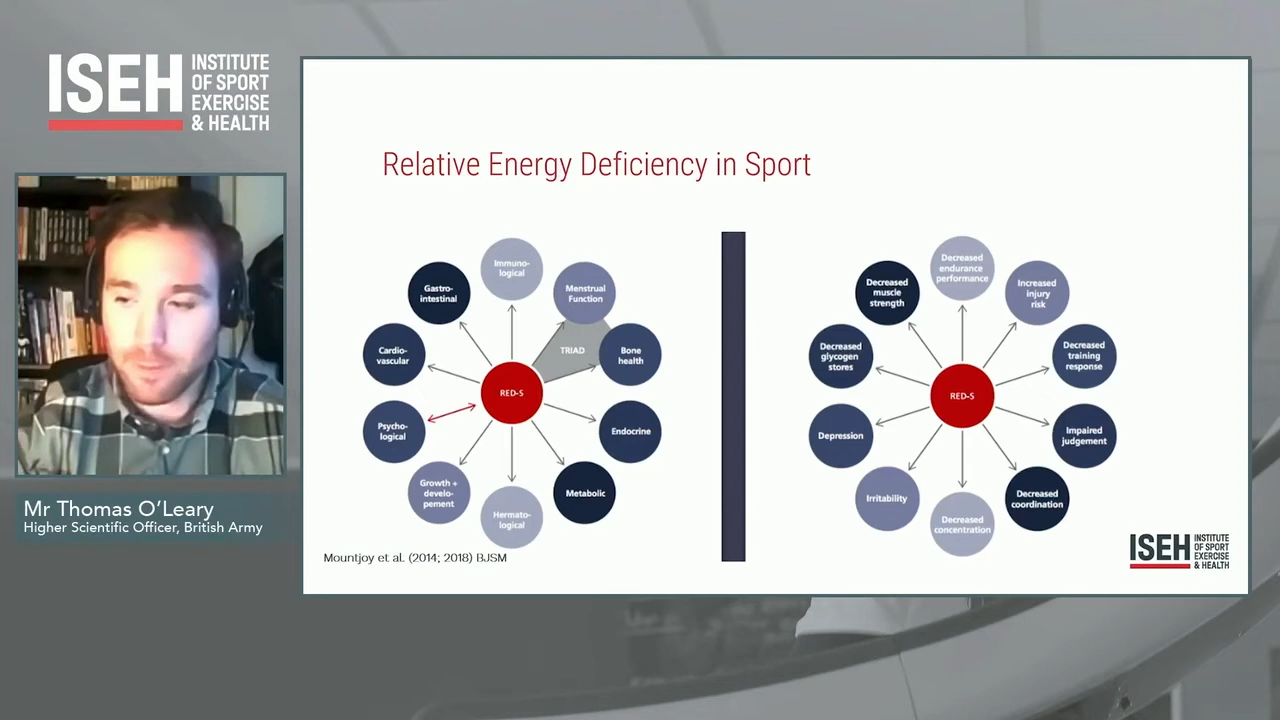 ISEH
INSTITUTE
OF SPORT
EXERCISE
& HEALTH
Mr Thomas O'Leary
Higher Scientific Officer, British Army
Relative Energy Deficiency in Sport
Immuno-
logical
Menstrual
Function
TRIAD
Bone
health
Endocrine
Metabolic
Hermato-
logical
Growth +
develo-
pement
Psycho-
logical
Cardio-
vascular
Gastro-
intestinal
RED-S
Mountjoy et al. (2014; 2018) BJSM
Decreased
endurance
performance
Increased
injury
risk
Decreased
training
response
Impaired
judgement
Decreased
coordination
Decreased
concentration
Irritability
Depression
Decreased
glycogen
stores
Decreased
muscle
strength
RED-S
ISEH
INSTITUTE
OF SPORT
EXERCISE
& HEALTH